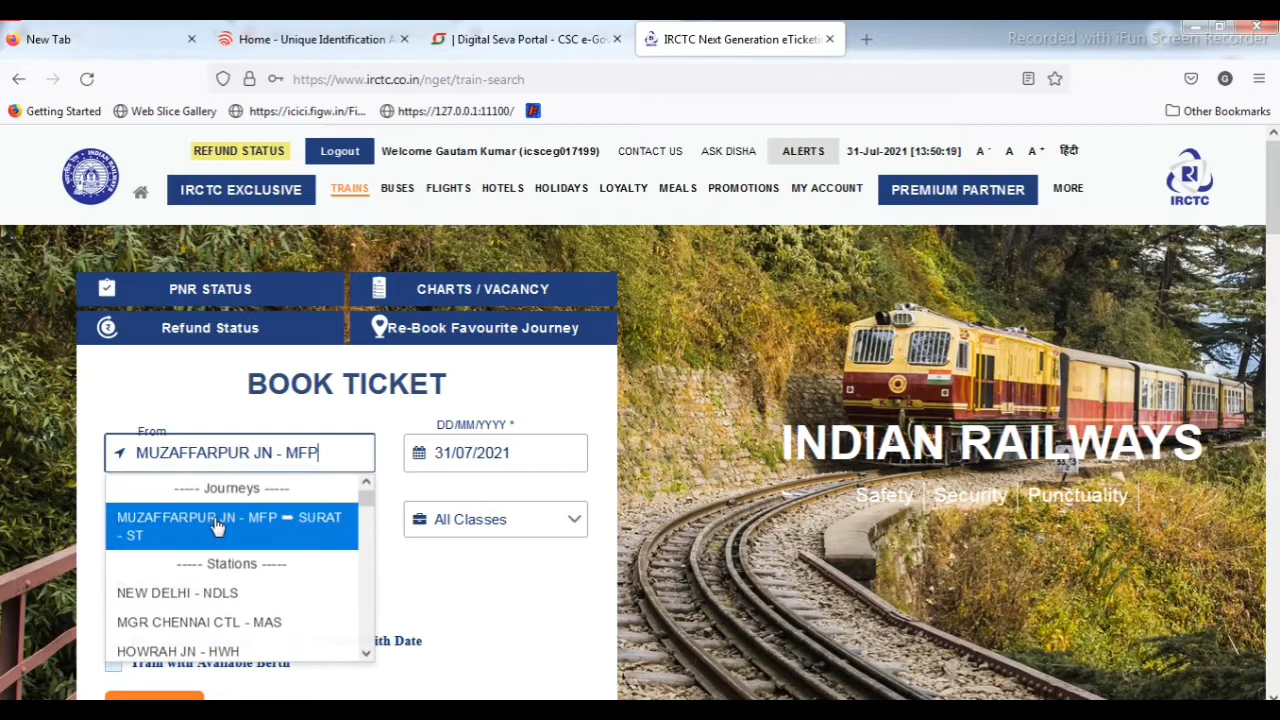 New Tab
Home - Unique Identification A
| Digital Seva Portal - CSC e-Gov
IRCTC Next Generation eTicketin
Recorded with iFun Screen Recorder
https://www.irctc.co.in/nget/train-search
G
Getting Started
Web Slice Gallery
https://icici.figw.in/Fi...
https://127.0.0.1:11100/
Other Bookmarks
REFUND STATUS
Logout
Welcome Gautam Kumar (icsceg017199)
CONTACT US
ASK DISHA
ALERTS
31-Jul-2021 [13:50:19]
A-
A
A+
हिंदी
IRCTC EXCLUSIVE
TRAINS
BUSES
FLIGHTS
HOTELS
HOLIDAYS
LOYALTY
MEALS
PROMOTIONS
MY ACCOUNT
PREMIUM PARTNER
MORE
IRCTC
PNR STATUS
CHARTS / VACANCY
Refund Status
Re-Book Favourite Journey
BOOK TICKET
From
MUZAFFARPUR JN - MFP
DD/MM/YYYY *
31/07/2021
----- Journeys -----
MUZAFFARPUR JN - MFP ➡ SURAT
- ST
All Classes
----- Stations -----
NEW DELHI - NDLS
MGR CHENNAI CTL - MAS
HOWRAH JN - HWH
ith Date
Train with Available Berth
INDIAN RAILWAYS
Safety | Security | Punctuality